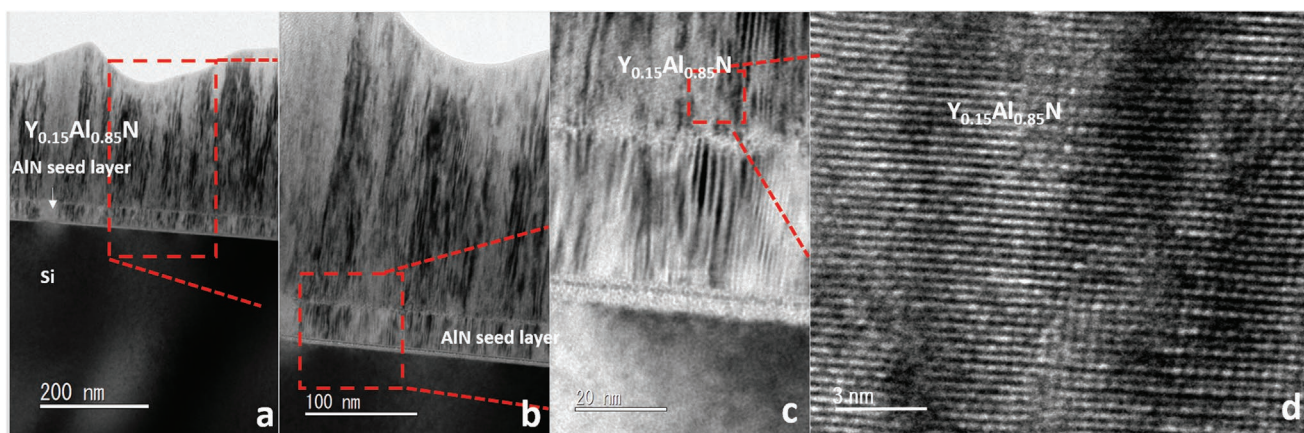 Y₀.₁₅Al₀.₈₅N
AlN seed layer
Si
200 nm
a
AlN seed layer
100 nm
b
Y₀.₁₅Al₀.₈₅N
20 nm
c
Y₀.₁₅Al₀.₈₅N
3 nm
d